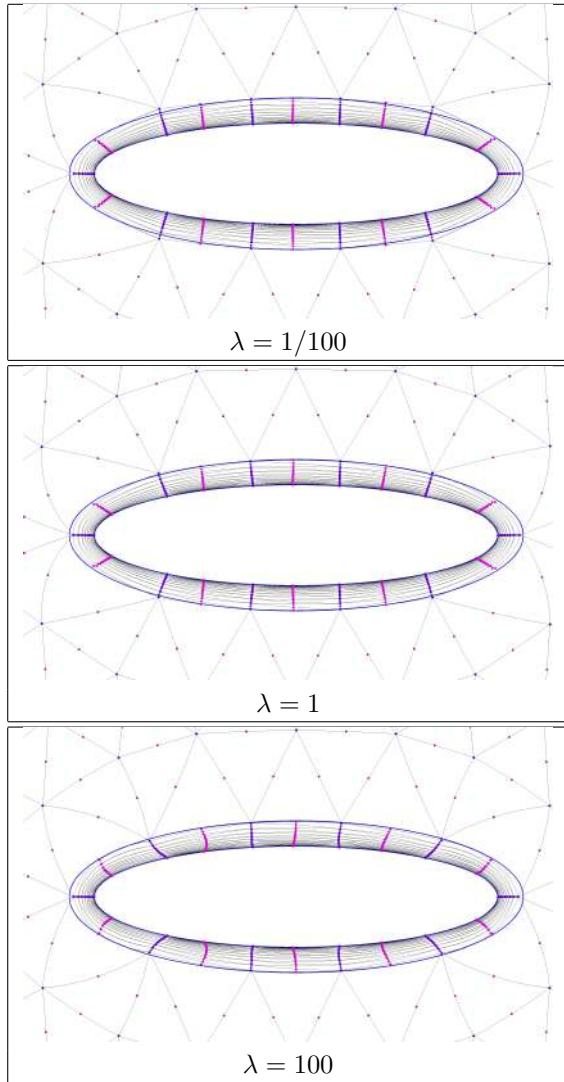 λ = 1/100
λ = 1
λ = 100